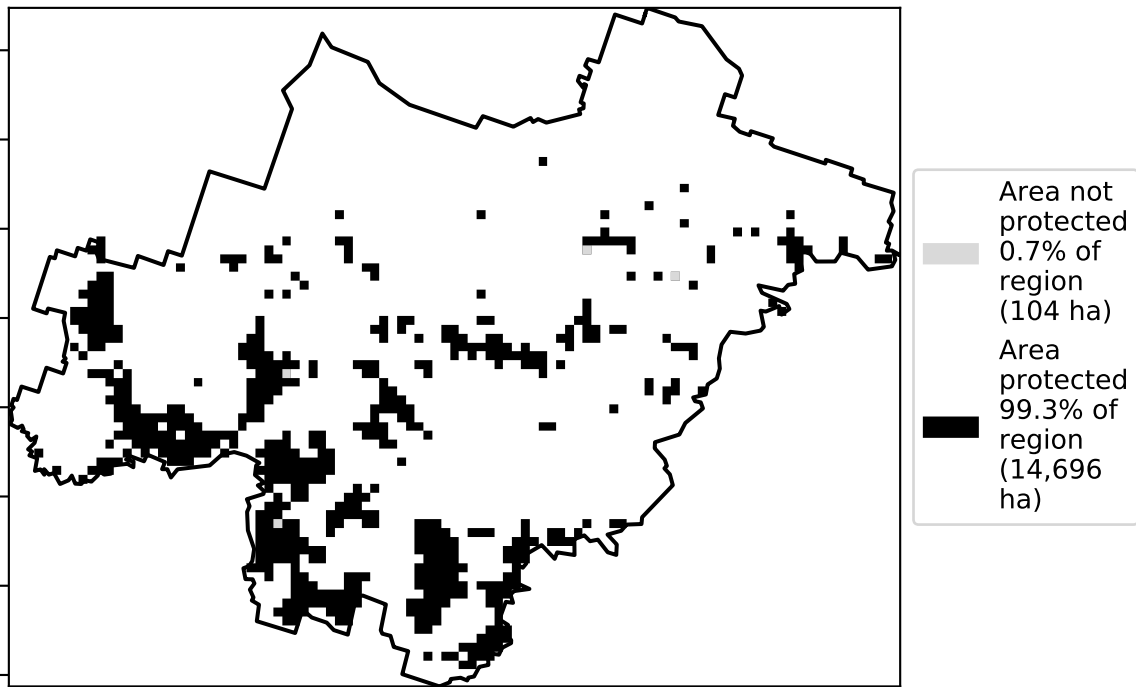 Area not
protected
0.7% of
region
(104 ha)
Area
protected
99.3% of
region
(14,696
ha)